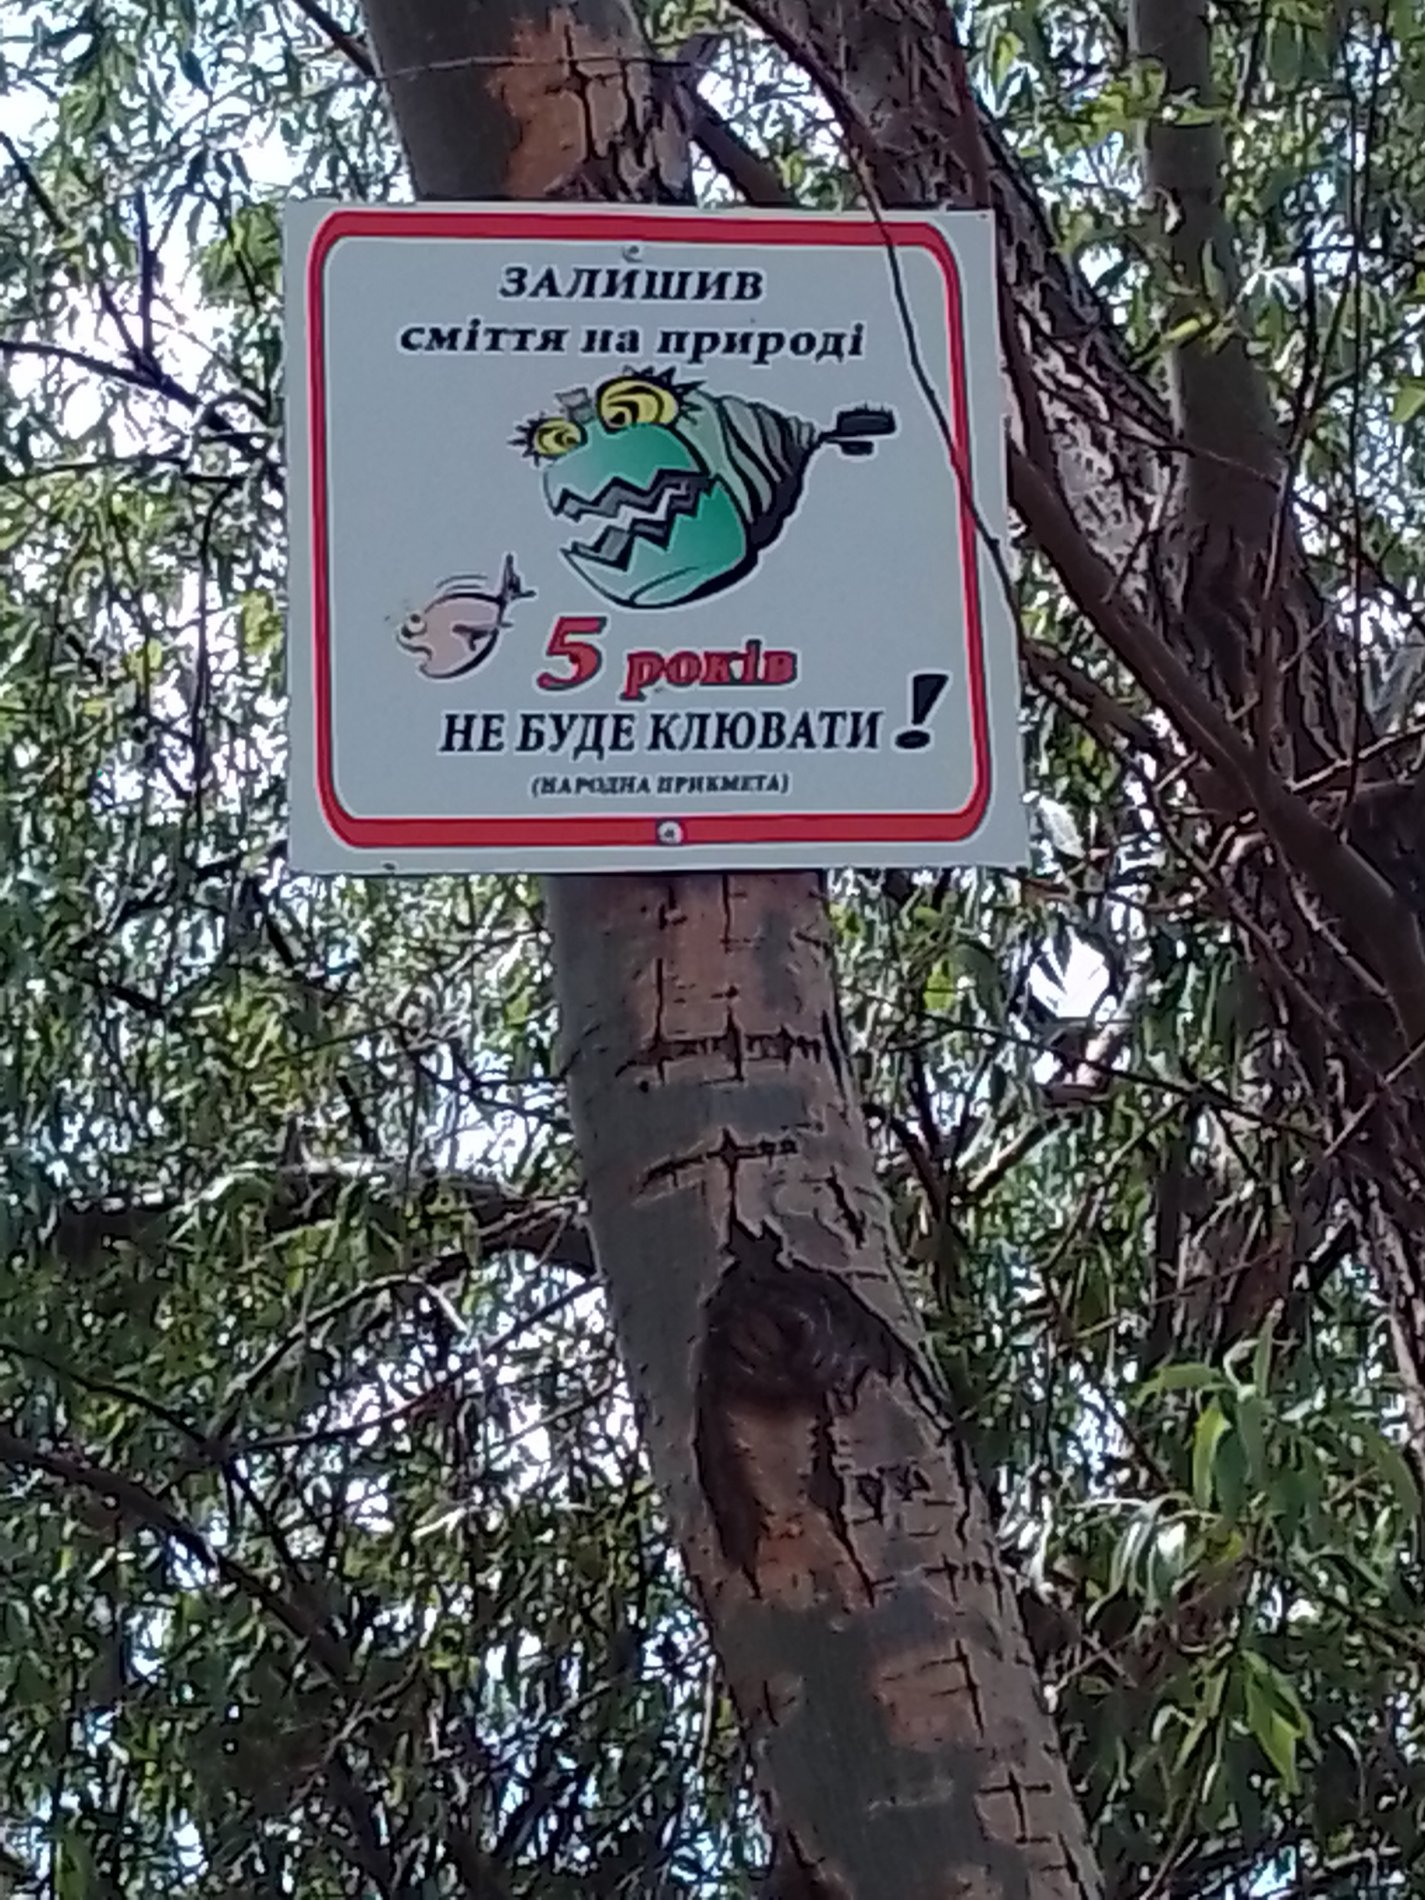 ЗАЛИШИВ
сміття на природі
5 років
НЕ БУДЕ КЛЮВАТИ!
(НАРОДНА ПРИКМЕТА)